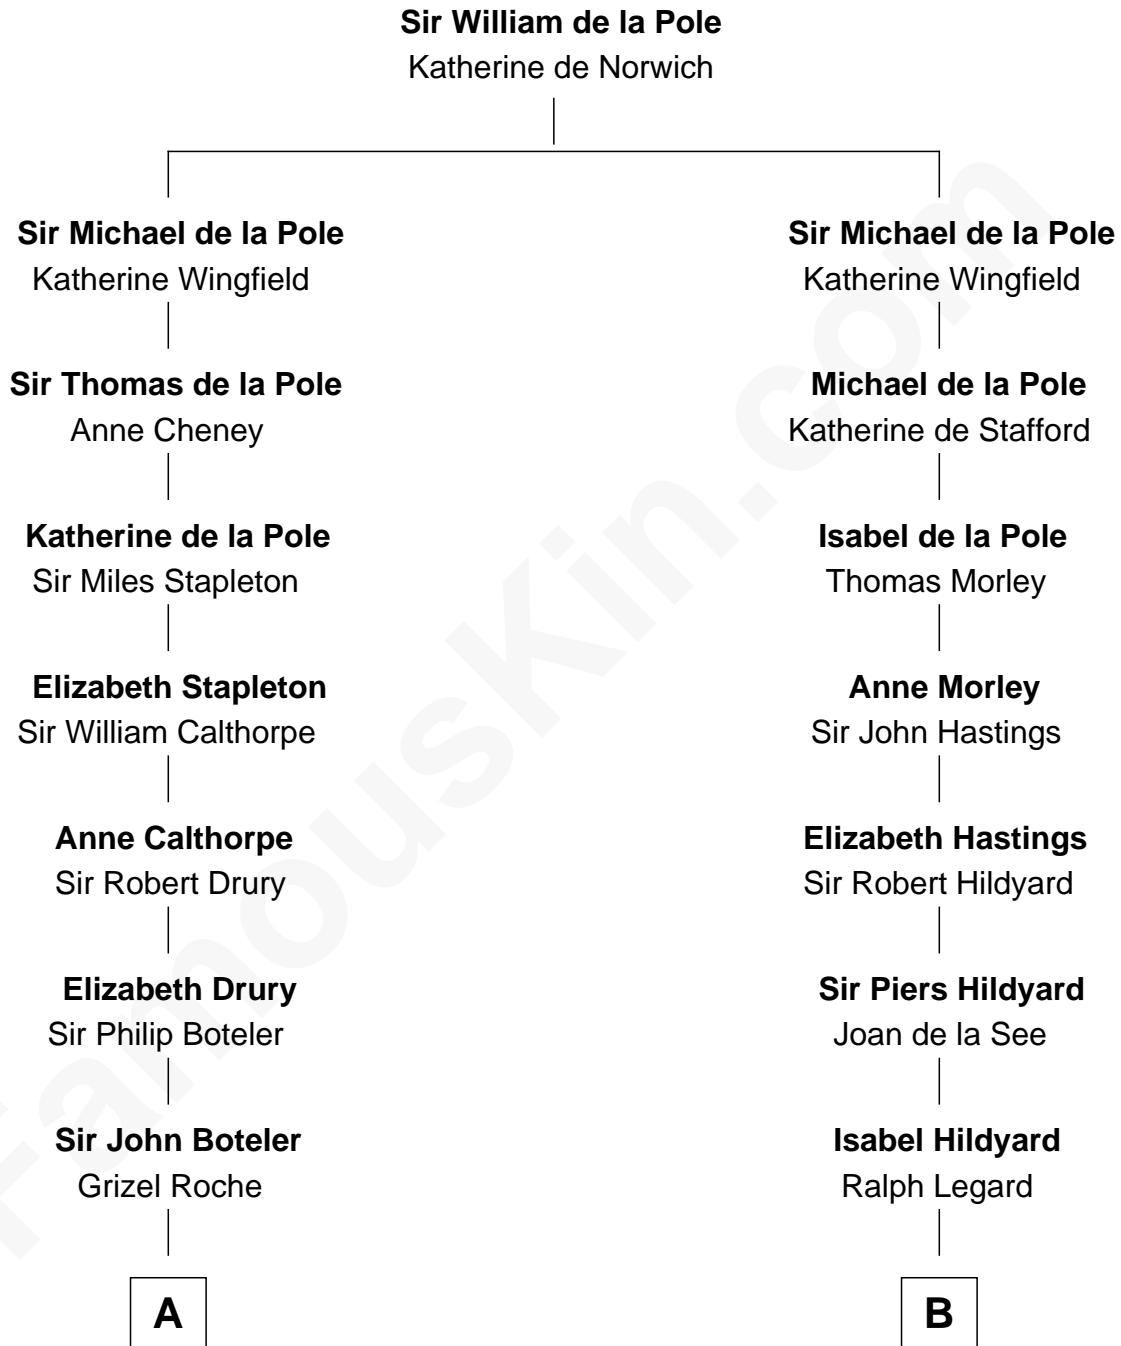 Sir William de la Pole
Katherine de Norwich
Sir Michael de la Pole
Katherine Wingfield
Sir Michael de la Pole
Katherine Wingfield
Sir Thomas de la Pole
Anne Cheney
Michael de la Pole
Katherine de Stafford
Katherine de la Pole
Sir Miles Stapleton
Isabel de la Pole
Thomas Morley
Elizabeth Stapleton
Sir William Calthorpe
Anne Morley
Sir John Hastings
Anne Calthorpe
Sir Robert Drury
Elizabeth Hastings
Sir Robert Hildyard
Elizabeth Drury
Sir Philip Boteler
Sir Piers Hildyard
Joan de la See
Sir John Boteler
Grizel Roche
Isabel Hildyard
Ralph Legard
A
B
FamousKin.com